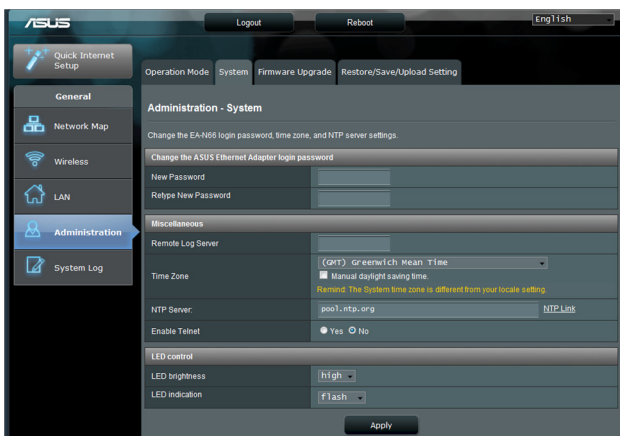 ASUS
Logout
Reboot
English
Quick Internet
Setup
General
Network Map
Wireless
LAN
Administration
System Log
Operation Mode System Firmware Upgrade Restore/Save/Upload Setting
Administration - System
Change the EA-N66 login password, time zone, and NTP server settings.
Change the ASUS Ethernet Adapter login password
New Password
Retype New Password
Miscellaneous
Remote Log Server
Time Zone
(GMT) Greenwich Mean Time
Manual daylight saving time.
Remind: The System time zone is different from your locale setting.
NTP Server: pool.ntp.org NTP Link
Enable Telnet Yes No
LED control
LED brightness high
LED indication flash
Apply